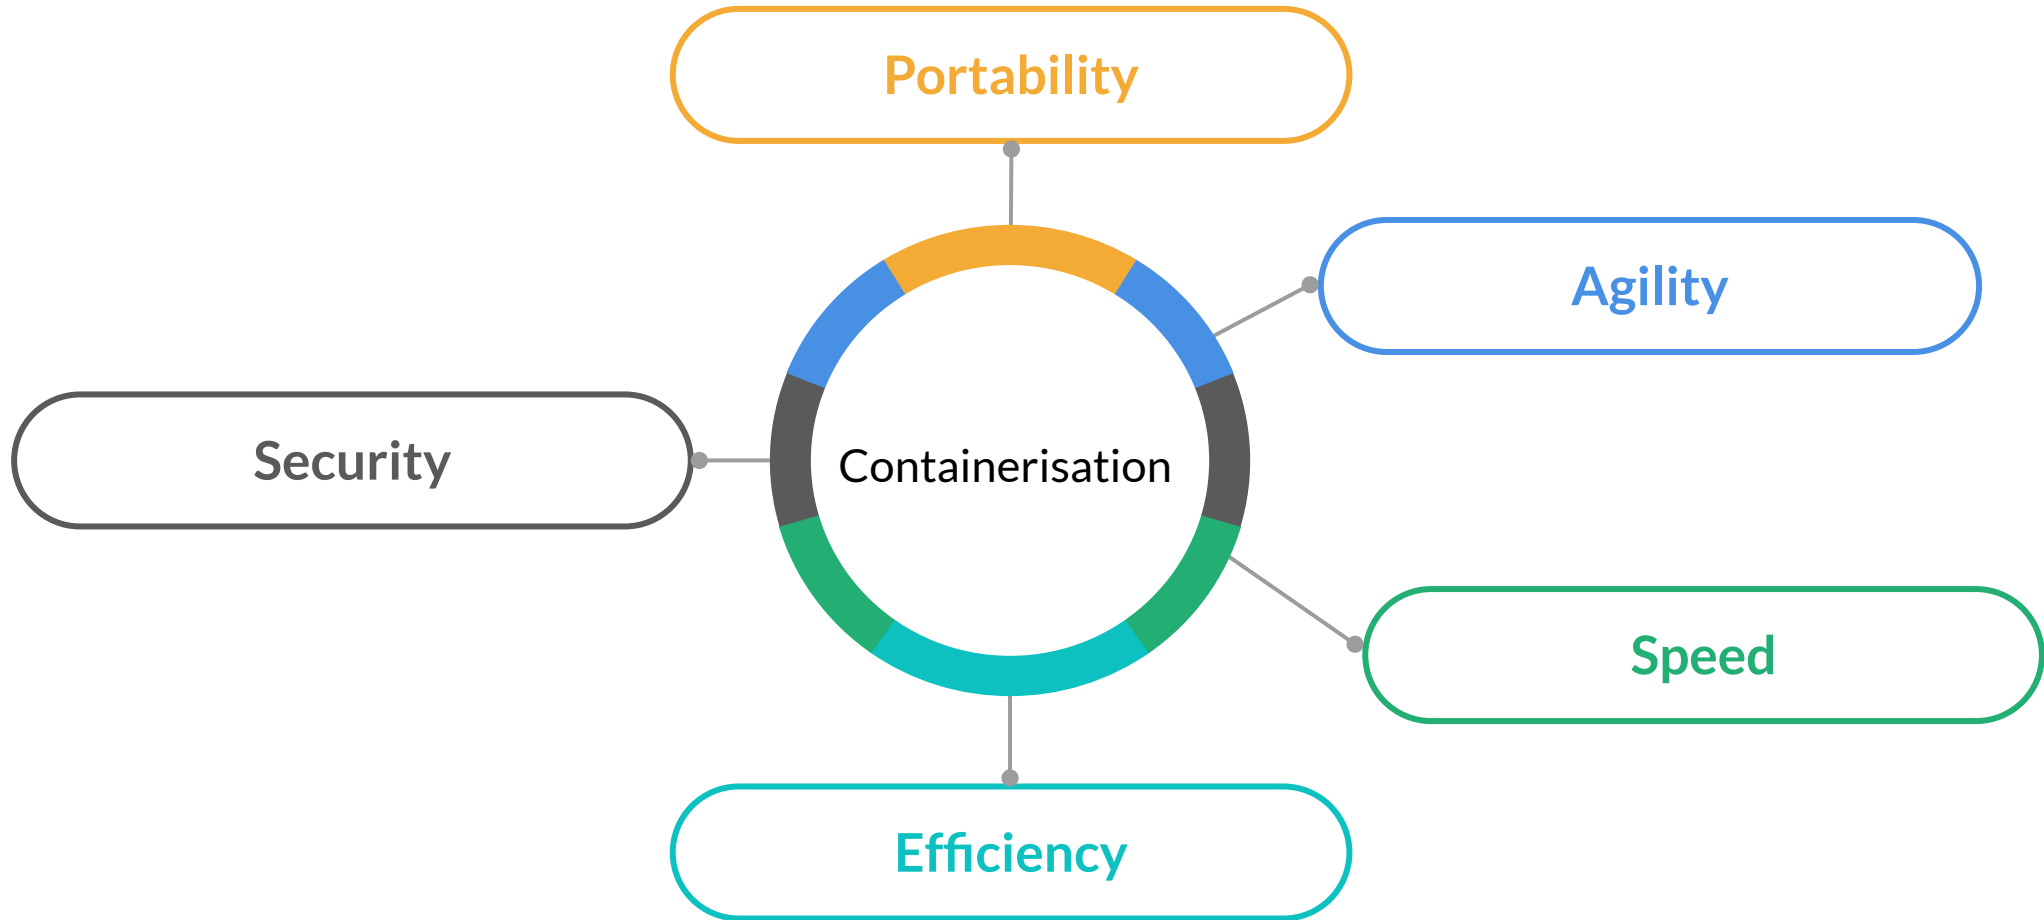 Portability
Agility
Security
Containerisation
Speed
Efficiency